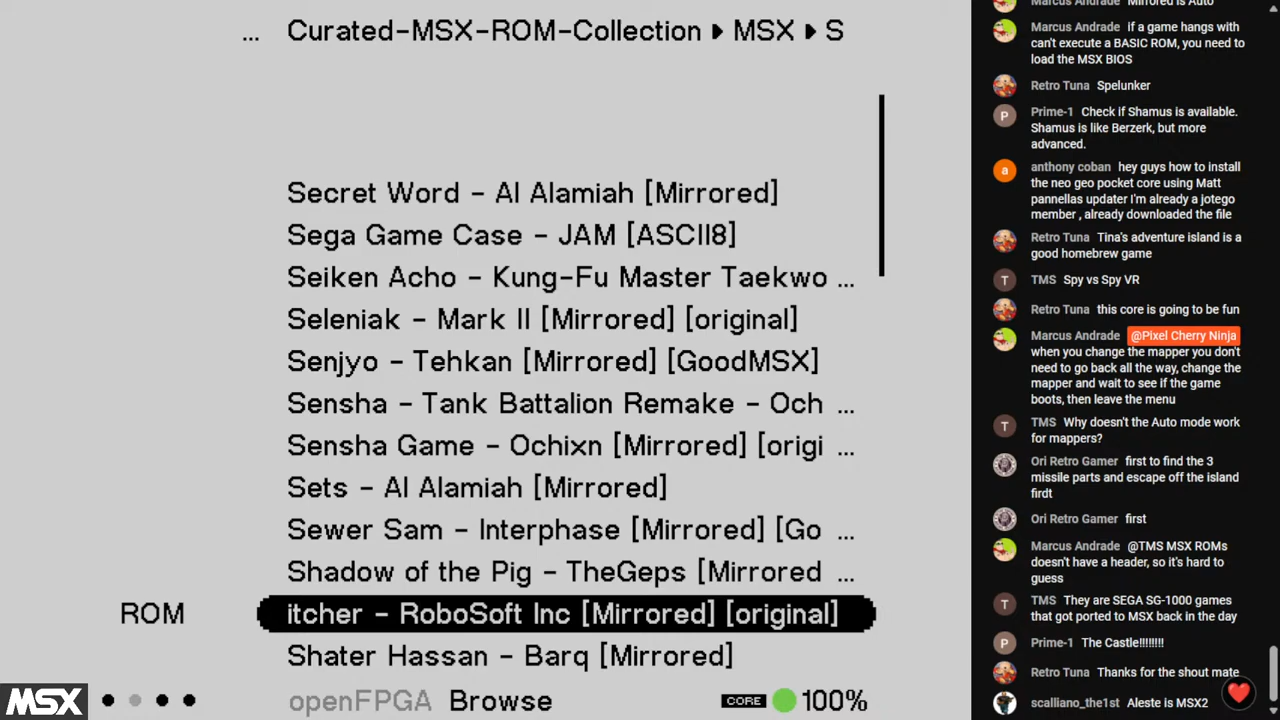 ... Curated-MSX-ROM-Collection ▸ MSX ▸ S
Secret Word - Al Alamiah [Mirrored]
Sega Game Case - JAM [ASCII8]
Seiken Acho - Kung-Fu Master Taekwo ...
Seleniak - Mark II [Mirrored] [original]
Senjyo - Tehkan [Mirrored] [GoodMSX]
Sensha - Tank Battalion Remake - Och ...
Sensha Game - Ochixn [Mirrored] [origi ...
Sets - Al Alamiah [Mirrored]
Sewer Sam - Interphase [Mirrored] [Go ...
Shadow of the Pig - TheGeps [Mirrored ...
ROM itcher - RoboSoft Inc [Mirrored] [original]
Shater Hassan - Barq [Mirrored]
MSX openFPGA Browse CORE 100%
Marcus Andrade Mirrored is Auto
Marcus Andrade if a game hangs with
can't execute a BASIC ROM, you need to
load the MSX BIOS
Retro Tuna Spelunker
P Prime-1 Check if Shamus is available.
Shamus is like Berzerk, but more
advanced.
a anthony coban hey guys how to install
the neo geo pocket core using Matt
pannellas updater i'm already a jotego
member , already downloaded the file
Retro Tuna Tina's adventure island is a
good homebrew game
T TMS Spy vs Spy VR
Retro Tuna this core is going to be fun
Marcus Andrade @Pixel Cherry Ninja
when you change the mapper you don't
need to go back all the way, change the
mapper and wait to see if the game
boots, then leave the menu
T TMS Why doesn't the Auto mode work
for mappers?
Ori Retro Gamer first to find the 3
missile parts and escape off the island
firdt
Ori Retro Gamer first
Marcus Andrade @TMS MSX ROMs
doesn't have a header, so it's hard to
guess
T TMS They are SEGA SG-1000 games
that got ported to MSX back in the day
P Prime-1 The Castle!!!!!!!!
Retro Tuna Thanks for the shout mate
scalliano_the1st Aleste is MSX2